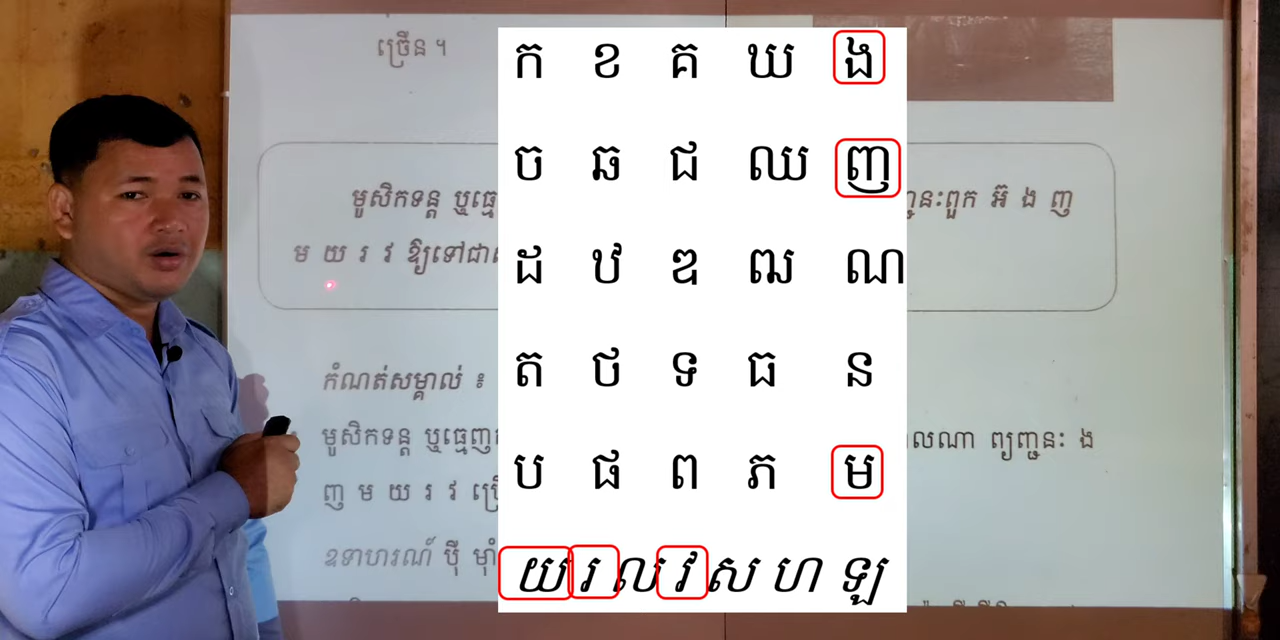 ច្រើន ។
មូសិកទន្ត ឬធ្មេ
ញ្ជនៈពួក អ៊ ង ញ
ម យ រ វ ឱ្យទៅជា
កំណត់សម្គាល់ ៖
មូសិកទន្ត ឬធ្មេញ
លណា ព្យញ្ជនៈ ង
ញ ម យ រ វ ប្រើ
ឧទាហរណ៍ ប៉ី ម៉ាំ
ក ខ គ ឃ ង
ច ឆ ជ ឈ ញ
ដ ឋ ឌ ឍ ណ
ត ថ ទ ធ ន
ប ផ ព ភ ម
យ រ ល វ ស ហ ឡ